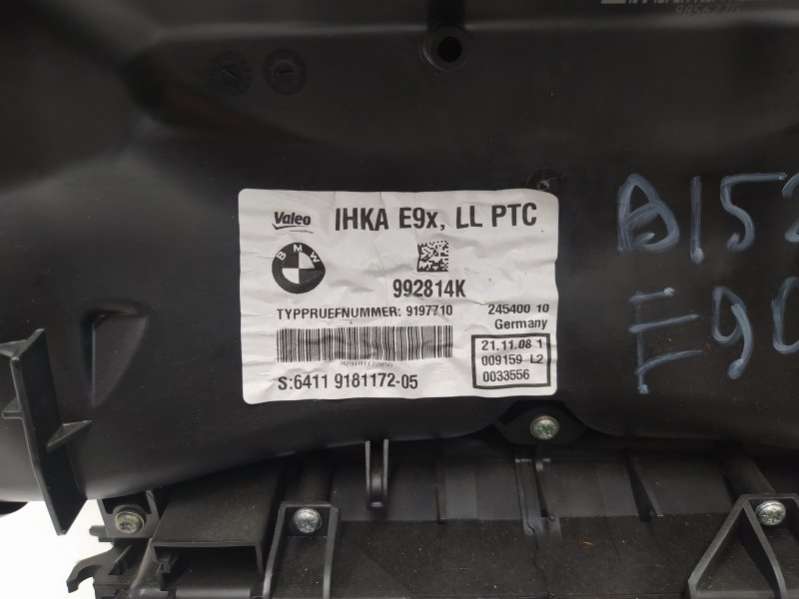 Valeo
IHKA E9x, LL PTC
BMW
992814K
TYPPRUEFNUMMER: 9197710
245400 10
Germany
21.11.08 1
009159 L2
0033556
S:6411 9181172-05
A152
E90